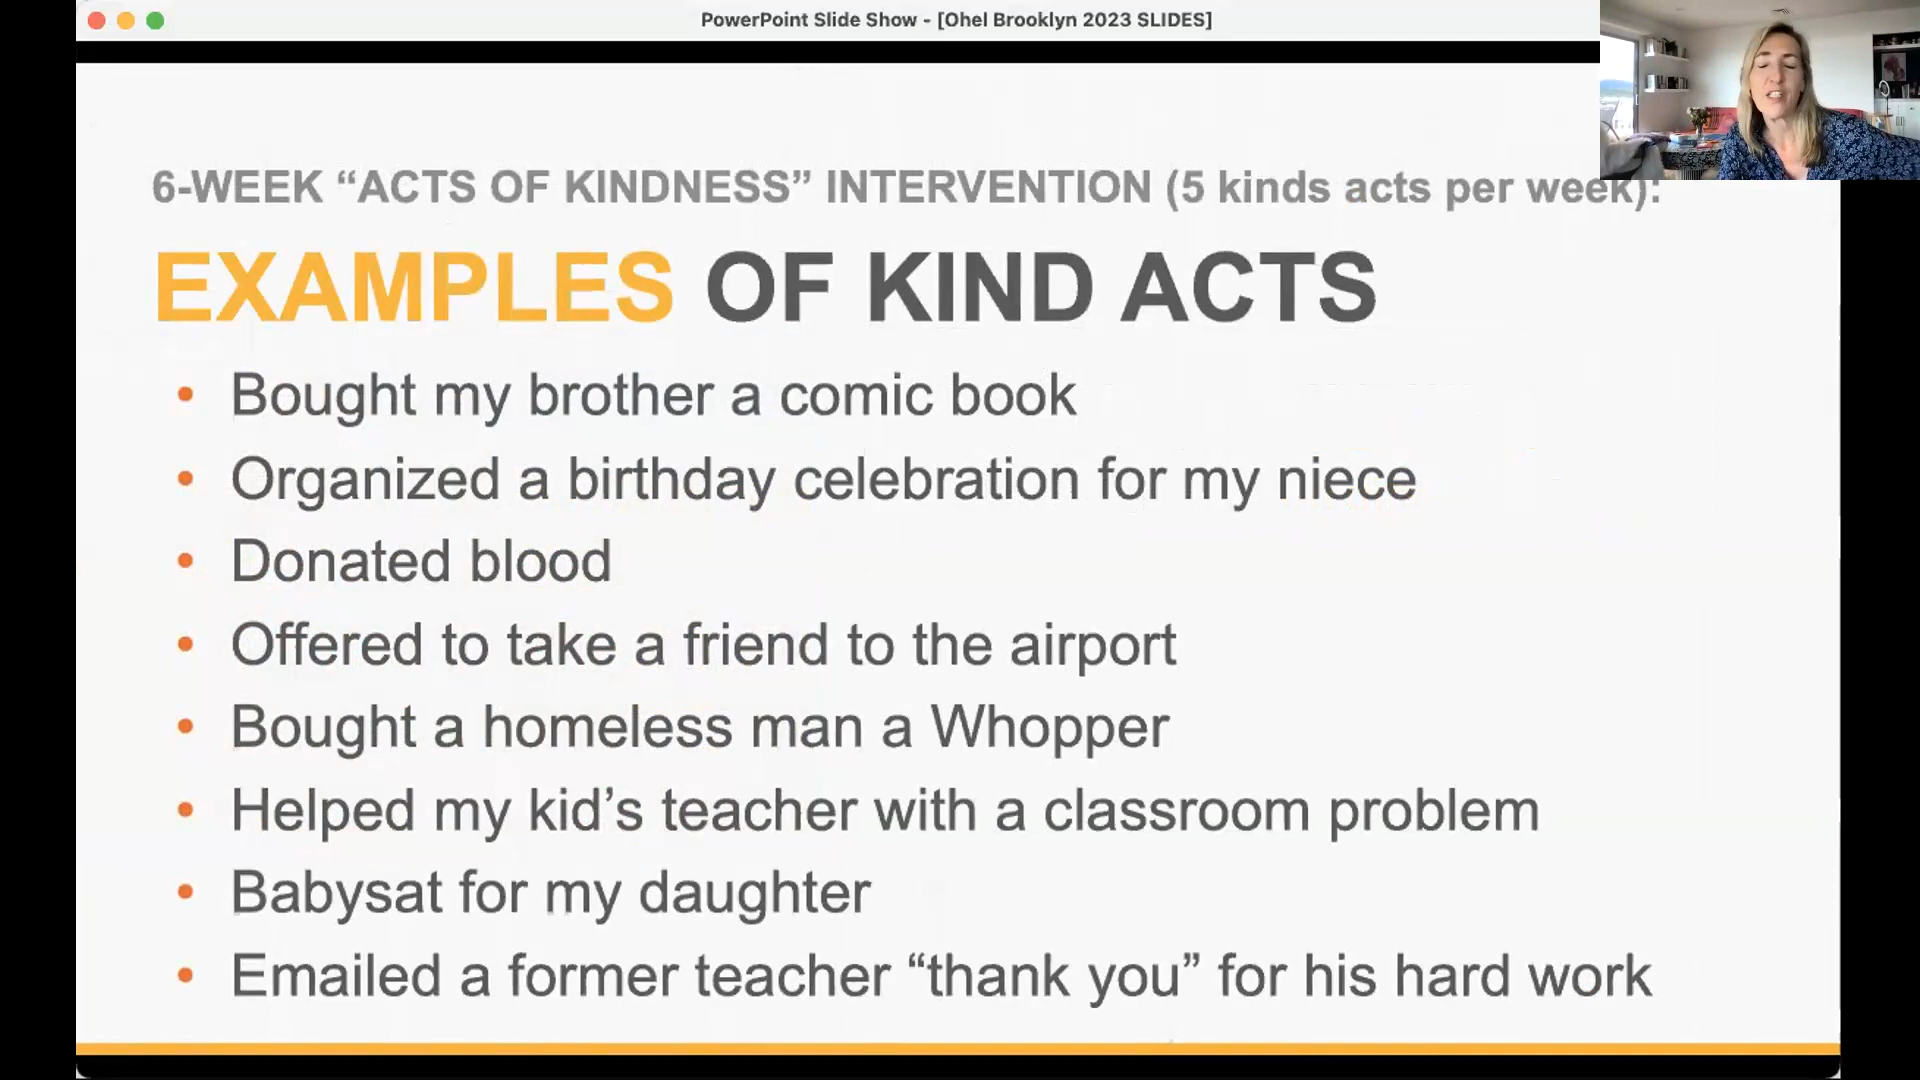 PowerPoint Slide Show - [Ohel Brooklyn 2023 SLIDES]
6-WEEK “ACTS OF KINDNESS” INTERVENTION (5 kinds acts per week):
EXAMPLES OF KIND ACTS
• Bought my brother a comic book
• Organized a birthday celebration for my niece
• Donated blood
• Offered to take a friend to the airport
• Bought a homeless man a Whopper
• Helped my kid’s teacher with a classroom problem
• Babysat for my daughter
• Emailed a former teacher “thank you” for his hard work